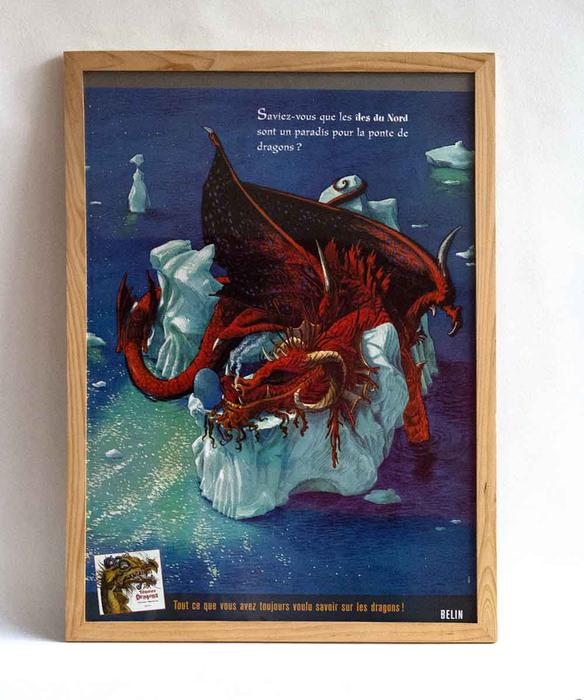 Saviez-vous que les îles du Nord
sont un paradis pour la ponte de
dragons ?
Dragons
Tout ce que vous avez toujours voulu savoir sur les dragons !
BELIN